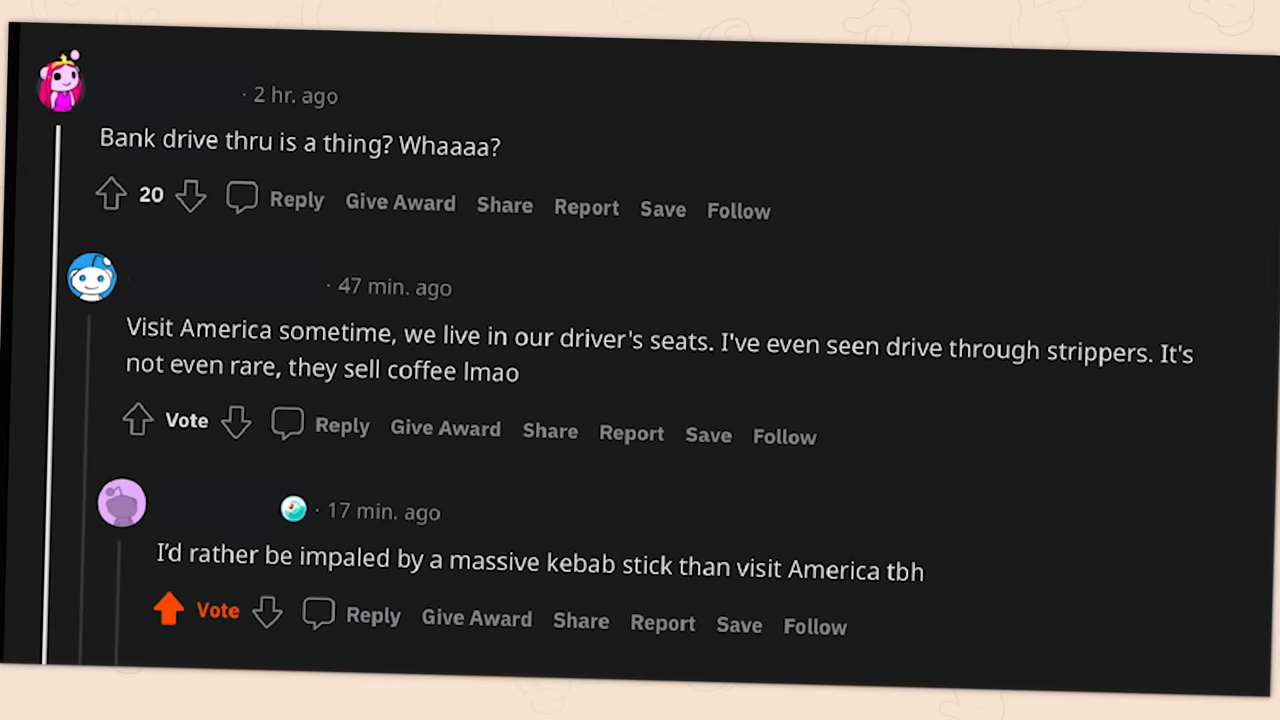 · 2 hr. ago
Bank drive thru is a thing? Whaaaa?
20 Reply Give Award Share Report Save Follow
· 47 min. ago
Visit America sometime, we live in our driver's seats. I've even seen drive through strippers. It's
not even rare, they sell coffee lmao
Vote Reply Give Award Share Report Save Follow
· 17 min. ago
I'd rather be impaled by a massive kebab stick than visit America tbh
Vote Reply Give Award Share Report Save Follow